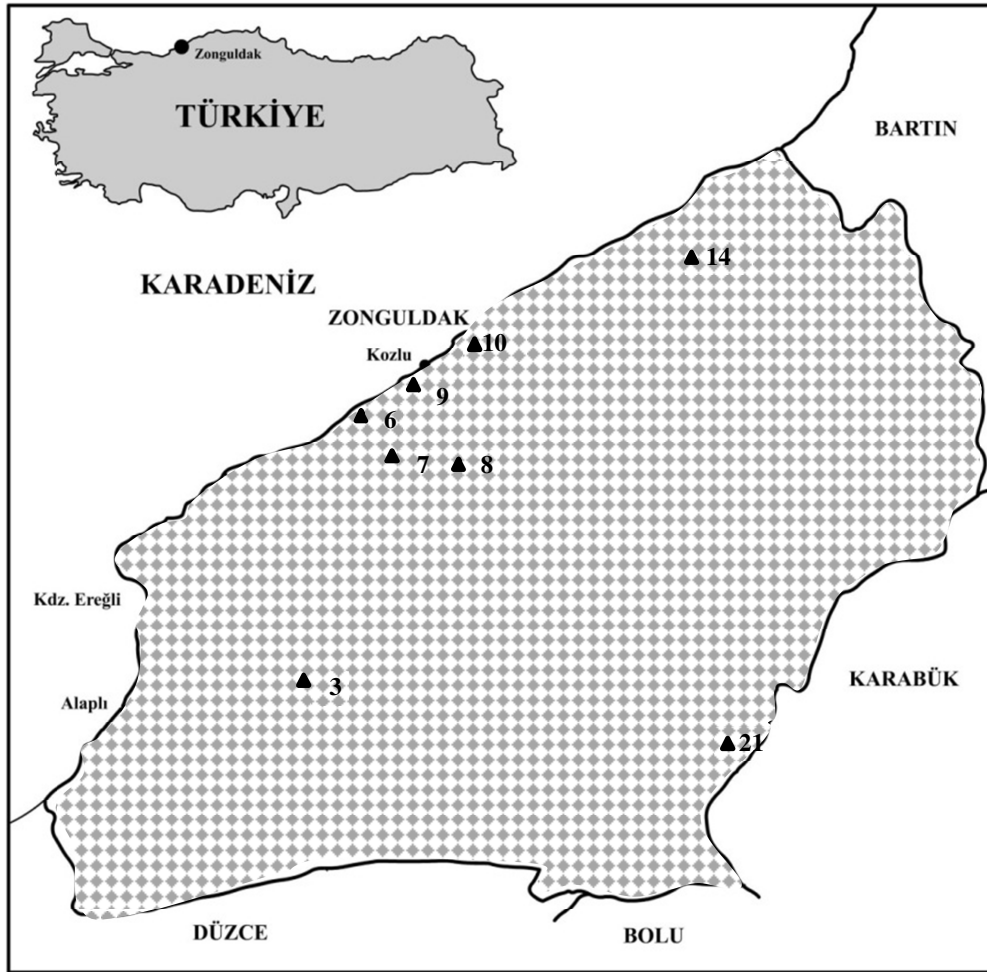 Zonguldak
TÜRKİYE
BARTIN
14
KARADENİZ
ZONGULDAK
10
Kozlu
9
6
7
8
Kdz. Ereğli
3
KARABÜK
Alaplı
21
DÜZCE
BOLU